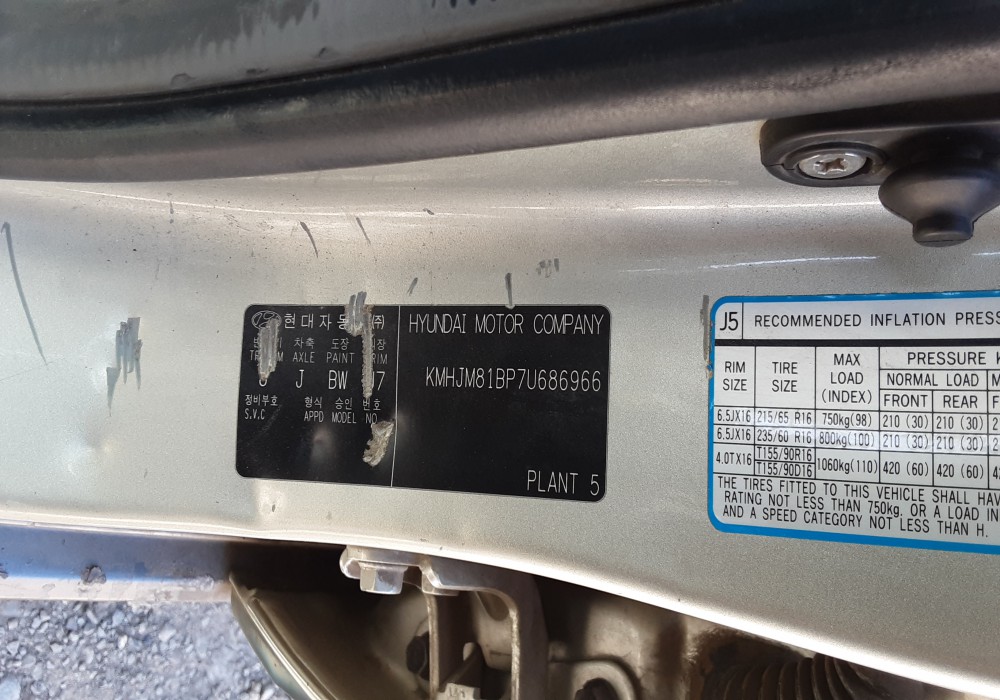 현대자동 (주)
HYUNDAI MOTOR COMPANY
차축 도장
AXLE PAINT TRIM
J BW
KMHJM81BP7U686966
정비부호 형식 승인 번호
S.V.C APPD MODEL NO
PLANT 5
J5 RECOMMENDED INFLATION PRESS
RIM SIZE TIRE SIZE MAX LOAD (INDEX) PRESSURE K
NORMAL LOAD M
FRONT REAR F
6.5JX16 215/65 R16 750kg(98) 210 (30) 210 (30) 2
6.5JX16 235/60 R16 800kg(100) 210 (30) 210 (30) 2
4.0TX16 T155/90R16 T155/90D16 1060kg(110) 420 (60) 420 (60) 4
THE TIRES FITTED TO THIS VEHICLE SHALL HAV
RATING NOT LESS THAN 750kg. OR A LOAD IN
AND A SPEED CATEGORY NOT LESS THAN H.